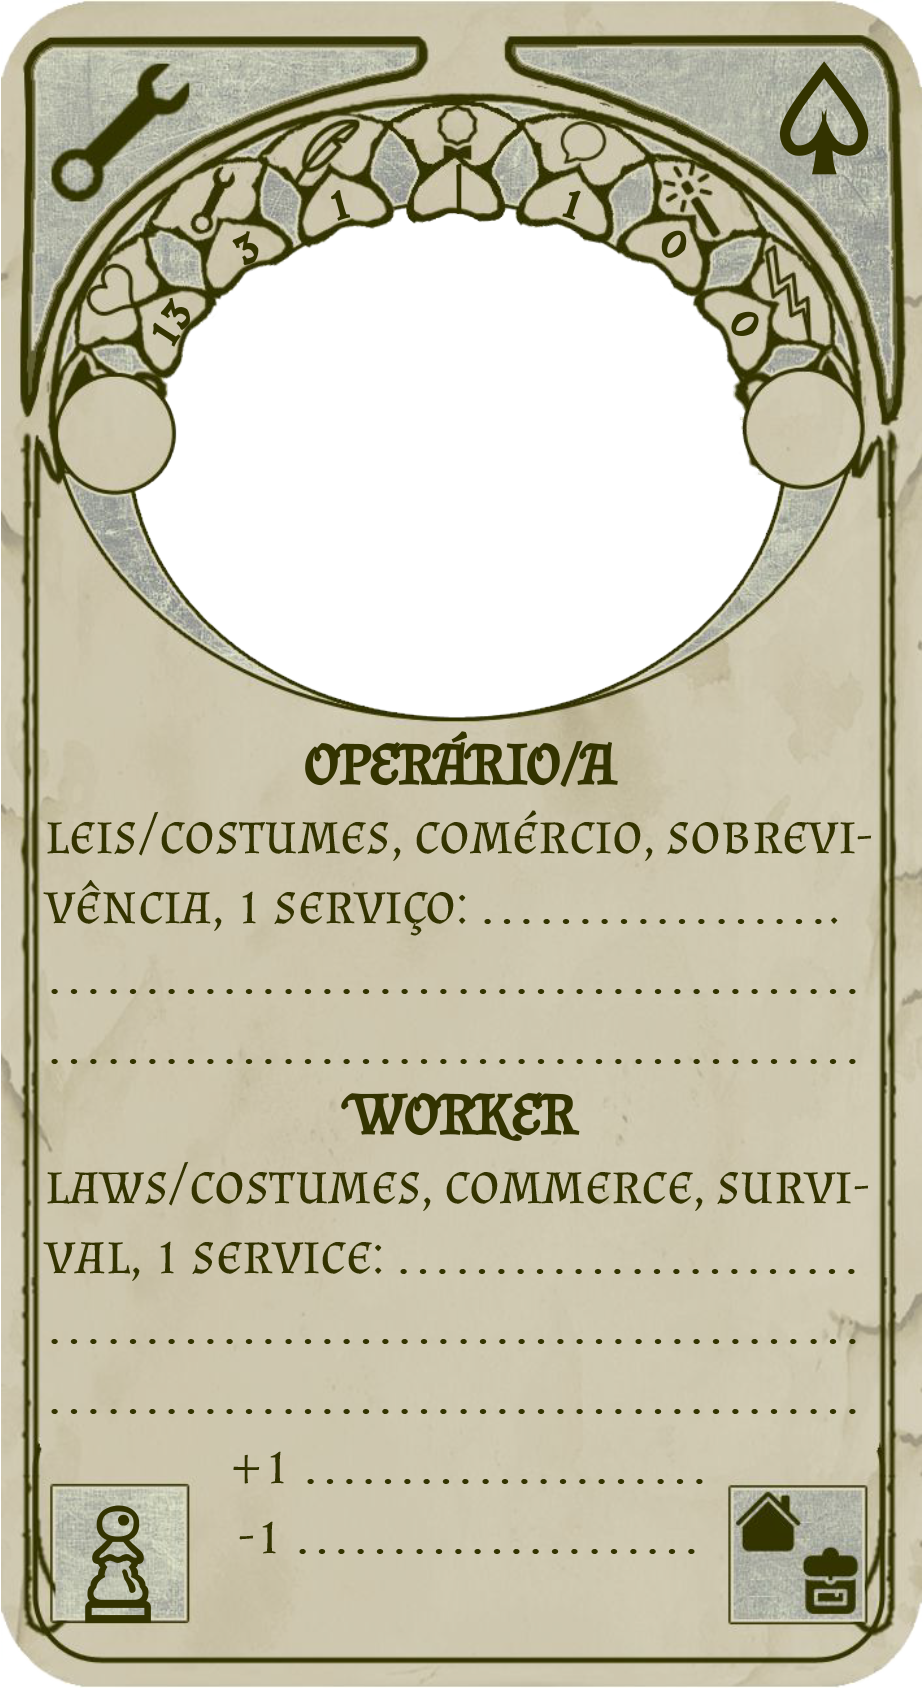 13 3 1 1 0 0
OPERÁRIO/A
LEIS/COSTUMES, COMÉRCIO, SOBREVI-
VÊNCIA, 1 SERVIÇO: ...................
..........................................
..........................................
WORKER
LAWS/COSTUMES, COMMERCE, SURVI-
VAL, 1 SERVICE: ........................
..........................................
..........................................
+1 .....................
-1 .....................